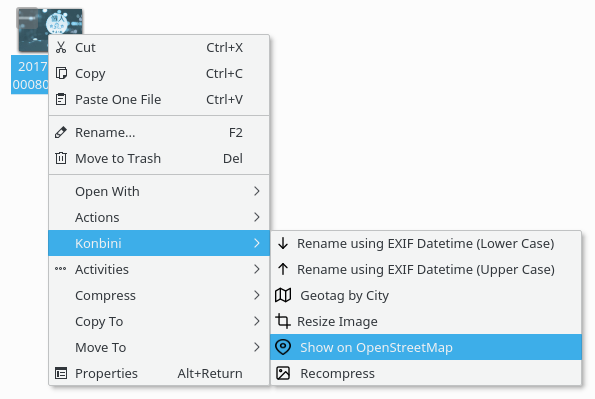 2017
00080
Cut Ctrl+X
Copy Ctrl+C
Paste One File Ctrl+V
Rename... F2
Move to Trash Del
Open With
Actions
Konbini
Activities
Compress
Copy To
Move To
Properties Alt+Return
Rename using EXIF Datetime (Lower Case)
Rename using EXIF Datetime (Upper Case)
Geotag by City
Resize Image
Show on OpenStreetMap
Recompress